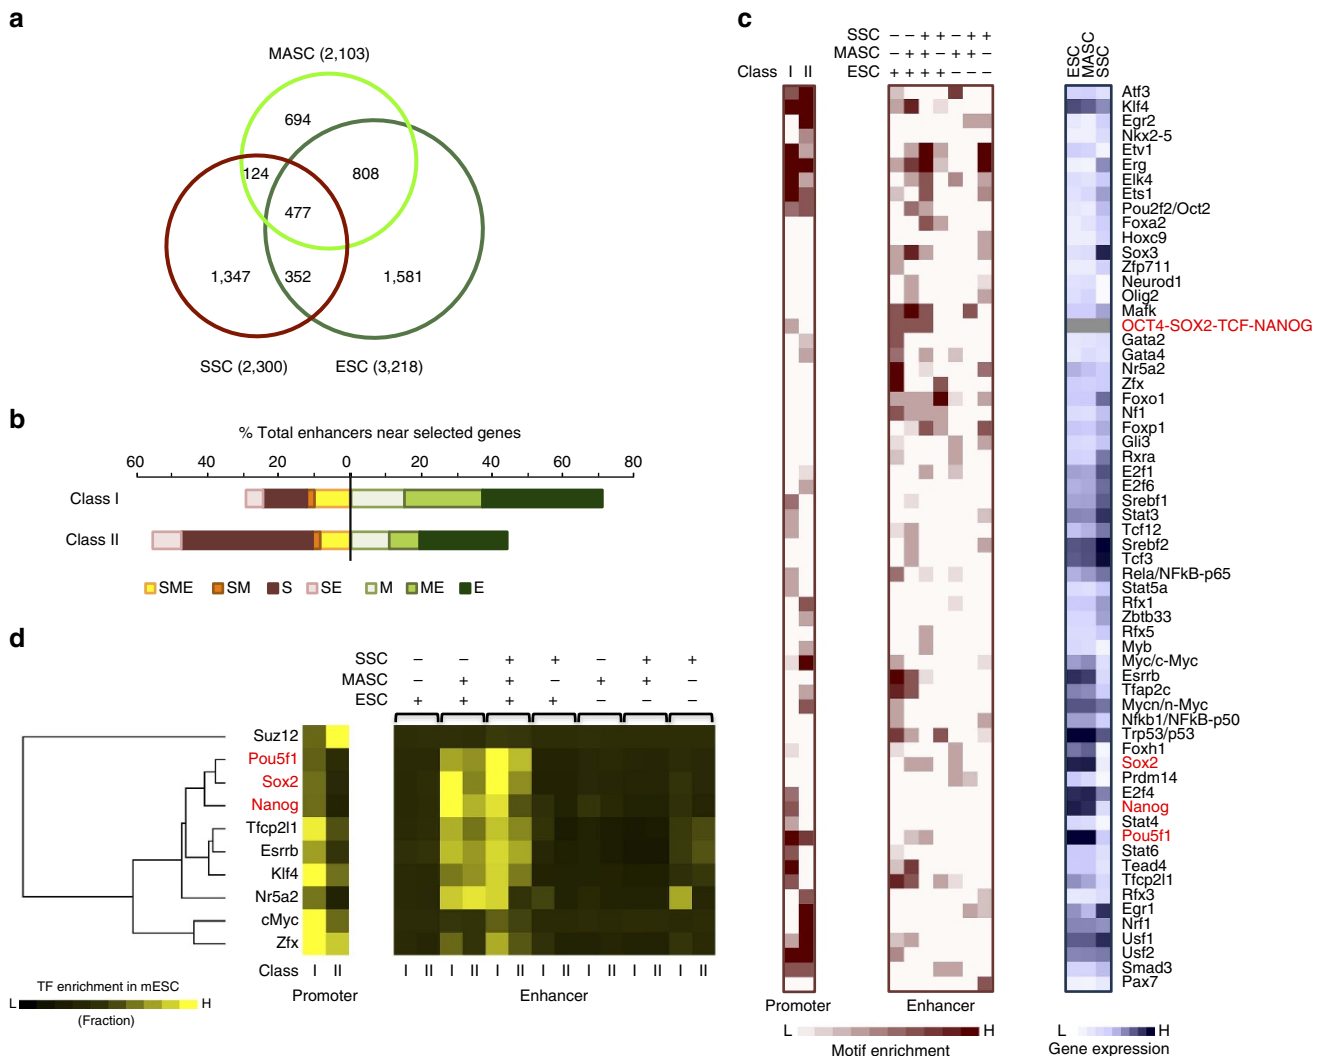 a
MASC (2,103)
694
124
808
477
1,347
352
1,581
SSC (2,300)
ESC (3,218)
b
% Total enhancers near selected genes
60 40 20 0 20 40 60 80
Class I
Class II
SME SM S SE M ME E
c
SSC – – + + – + +
MASC – + + – + + –
Class I II ESC + + + + – – –
ESC
MASC
SSC
Atf3
Klf4
Egr2
Nkx2-5
Etv1
Erg
Elk4
Ets1
Pou2f2/Oct2
Foxa2
Hoxc9
Sox3
Zfp711
Neurod1
Olig2
Mafk
OCT4-SOX2-TCF-NANOG
Gata2
Gata4
Nr5a2
Zfx
Foxo1
Nf1
Foxp1
Gli3
Rxra
E2f1
E2f6
Srebf1
Stat3
Tcf12
Srebf2
Tcf3
Rela/NFkB-p65
Stat5a
Rfx1
Zbtb33
Rfx5
Myb
Myc/c-Myc
Esrrb
Tfap2c
Mycn/n-Myc
Nfkb1/NFkB-p50
Trp53/p53
Foxh1
Sox2
Prdm14
E2f4
Nanog
Stat4
Pou5f1
Stat6
Tead4
Tfcp2l1
Rfx3
Egr1
Nrf1
Usf1
Usf2
Smad3
Pax7
Promoter
Enhancer
L H
Motif enrichment
L H
Gene expression
d
SSC – – + + – + +
MASC – + + – + + –
ESC + + + + – – –
Suz12
Pou5f1
Sox2
Nanog
Tfcp2l1
Esrrb
Klf4
Nr5a2
cMyc
Zfx
Class I II I II I II I II I II I II I II I II
Promoter
Enhancer
TF enrichment in mESC
L H
(Fraction)